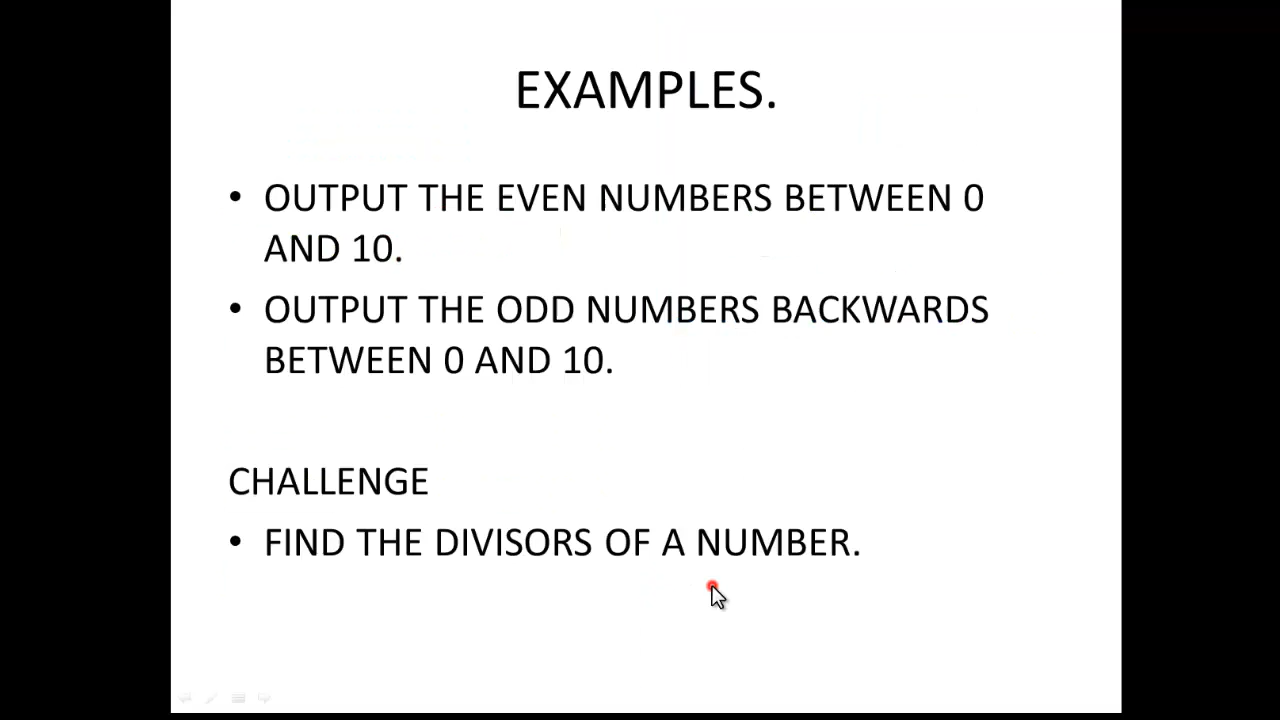 EXAMPLES.
• OUTPUT THE EVEN NUMBERS BETWEEN 0
AND 10.
• OUTPUT THE ODD NUMBERS BACKWARDS
BETWEEN 0 AND 10.
CHALLENGE
• FIND THE DIVISORS OF A NUMBER.